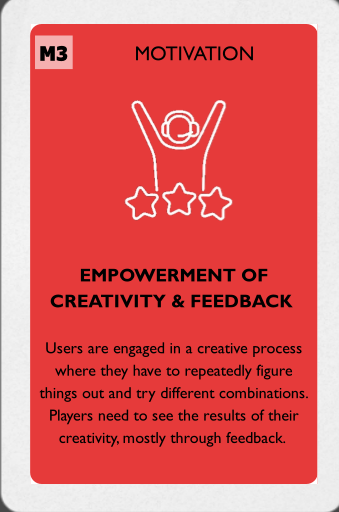 M3
MOTIVATION
EMPOWERMENT OF
CREATIVITY & FEEDBACK
Users are engaged in a creative process
where they have to repeatedly figure
things out and try different combinations.
Players need to see the results of their
creativity, mostly through feedback.